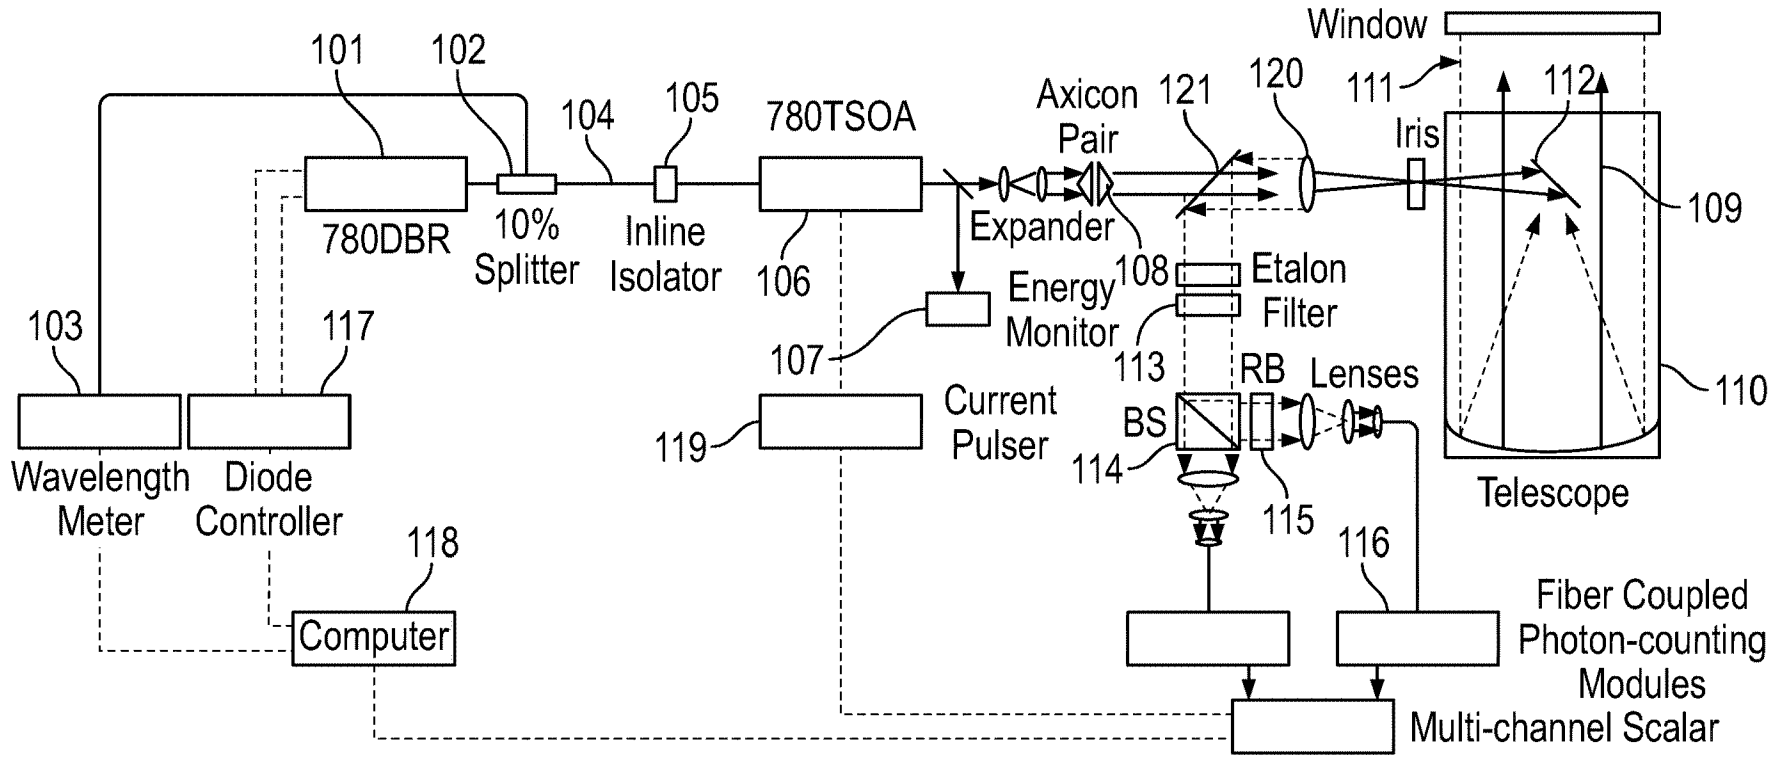 Window
101
102
105
104
780TSOA
Axicon
Pair
121
120
111
112
Iris
780DBR
10%
Splitter
Inline
Isolator
106
Expander
108
109
Energy
Monitor
107
Etalon
Filter
113
103
117
110
RB
Lenses
BS
114
115
Current
Pulser
119
Wavelength
Meter
Diode
Controller
Telescope
118
Computer
116
Fiber Coupled
Photon-counting
Modules
Multi-channel Scalar